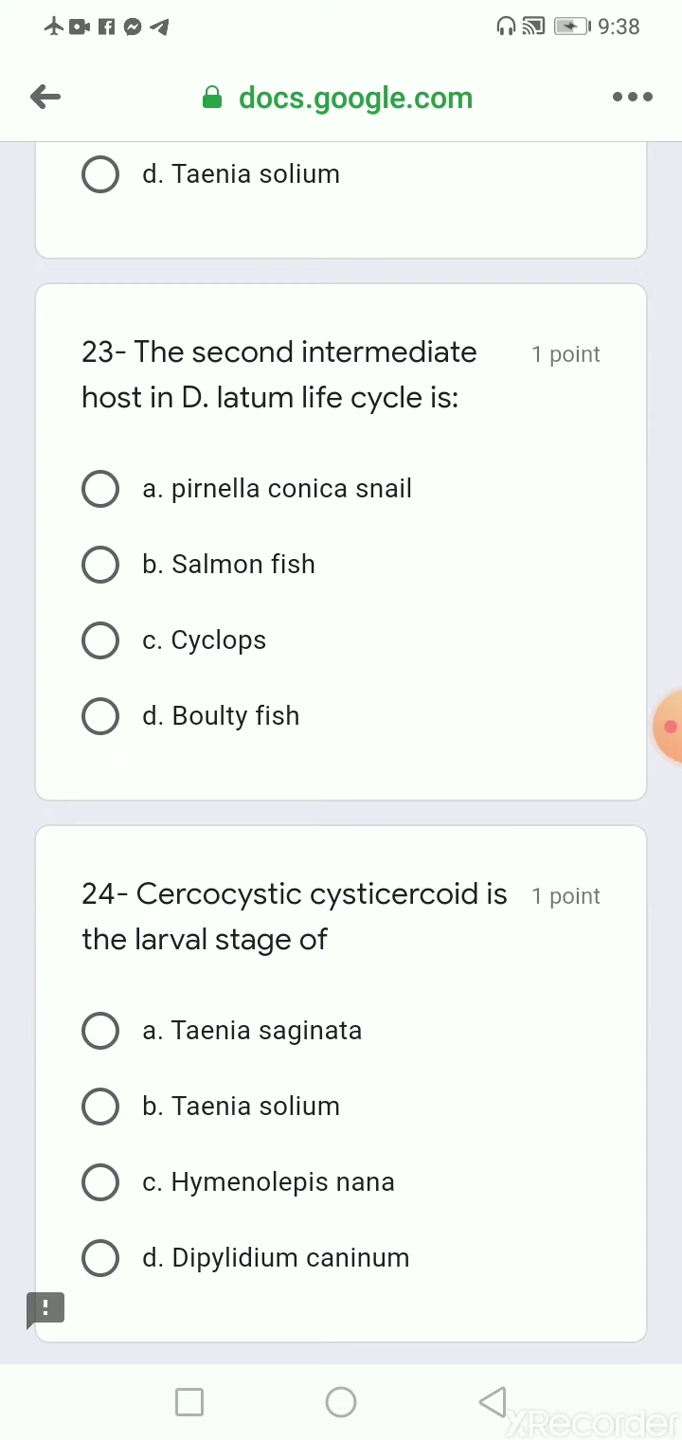 9:38
docs.google.com
d. Taenia solium
23- The second intermediate 1 point
host in D. latum life cycle is:
a. pirnella conica snail
b. Salmon fish
c. Cyclops
d. Boulty fish
24- Cercocystic cysticercoid is 1 point
the larval stage of
a. Taenia saginata
b. Taenia solium
c. Hymenolepis nana
d. Dipylidium caninum
XRecorder